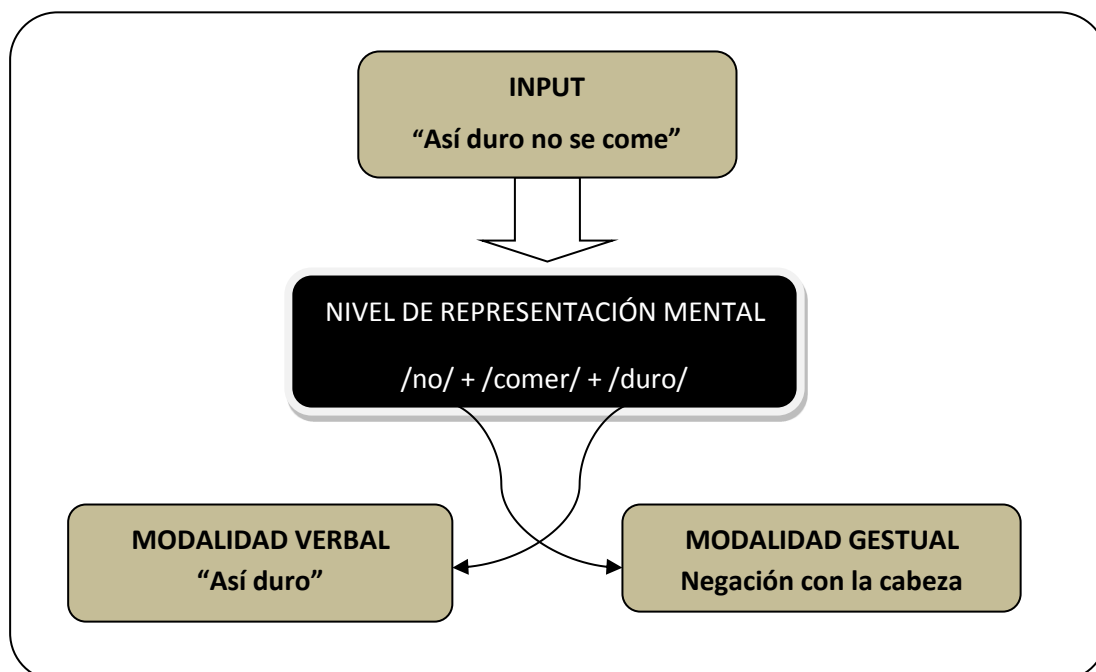 INPUT
“Así duro no se come”
NIVEL DE REPRESENTACIÓN MENTAL
/no/ + /comer/ + /duro/
MODALIDAD VERBAL
“Así duro”
MODALIDAD GESTUAL
Negación con la cabeza